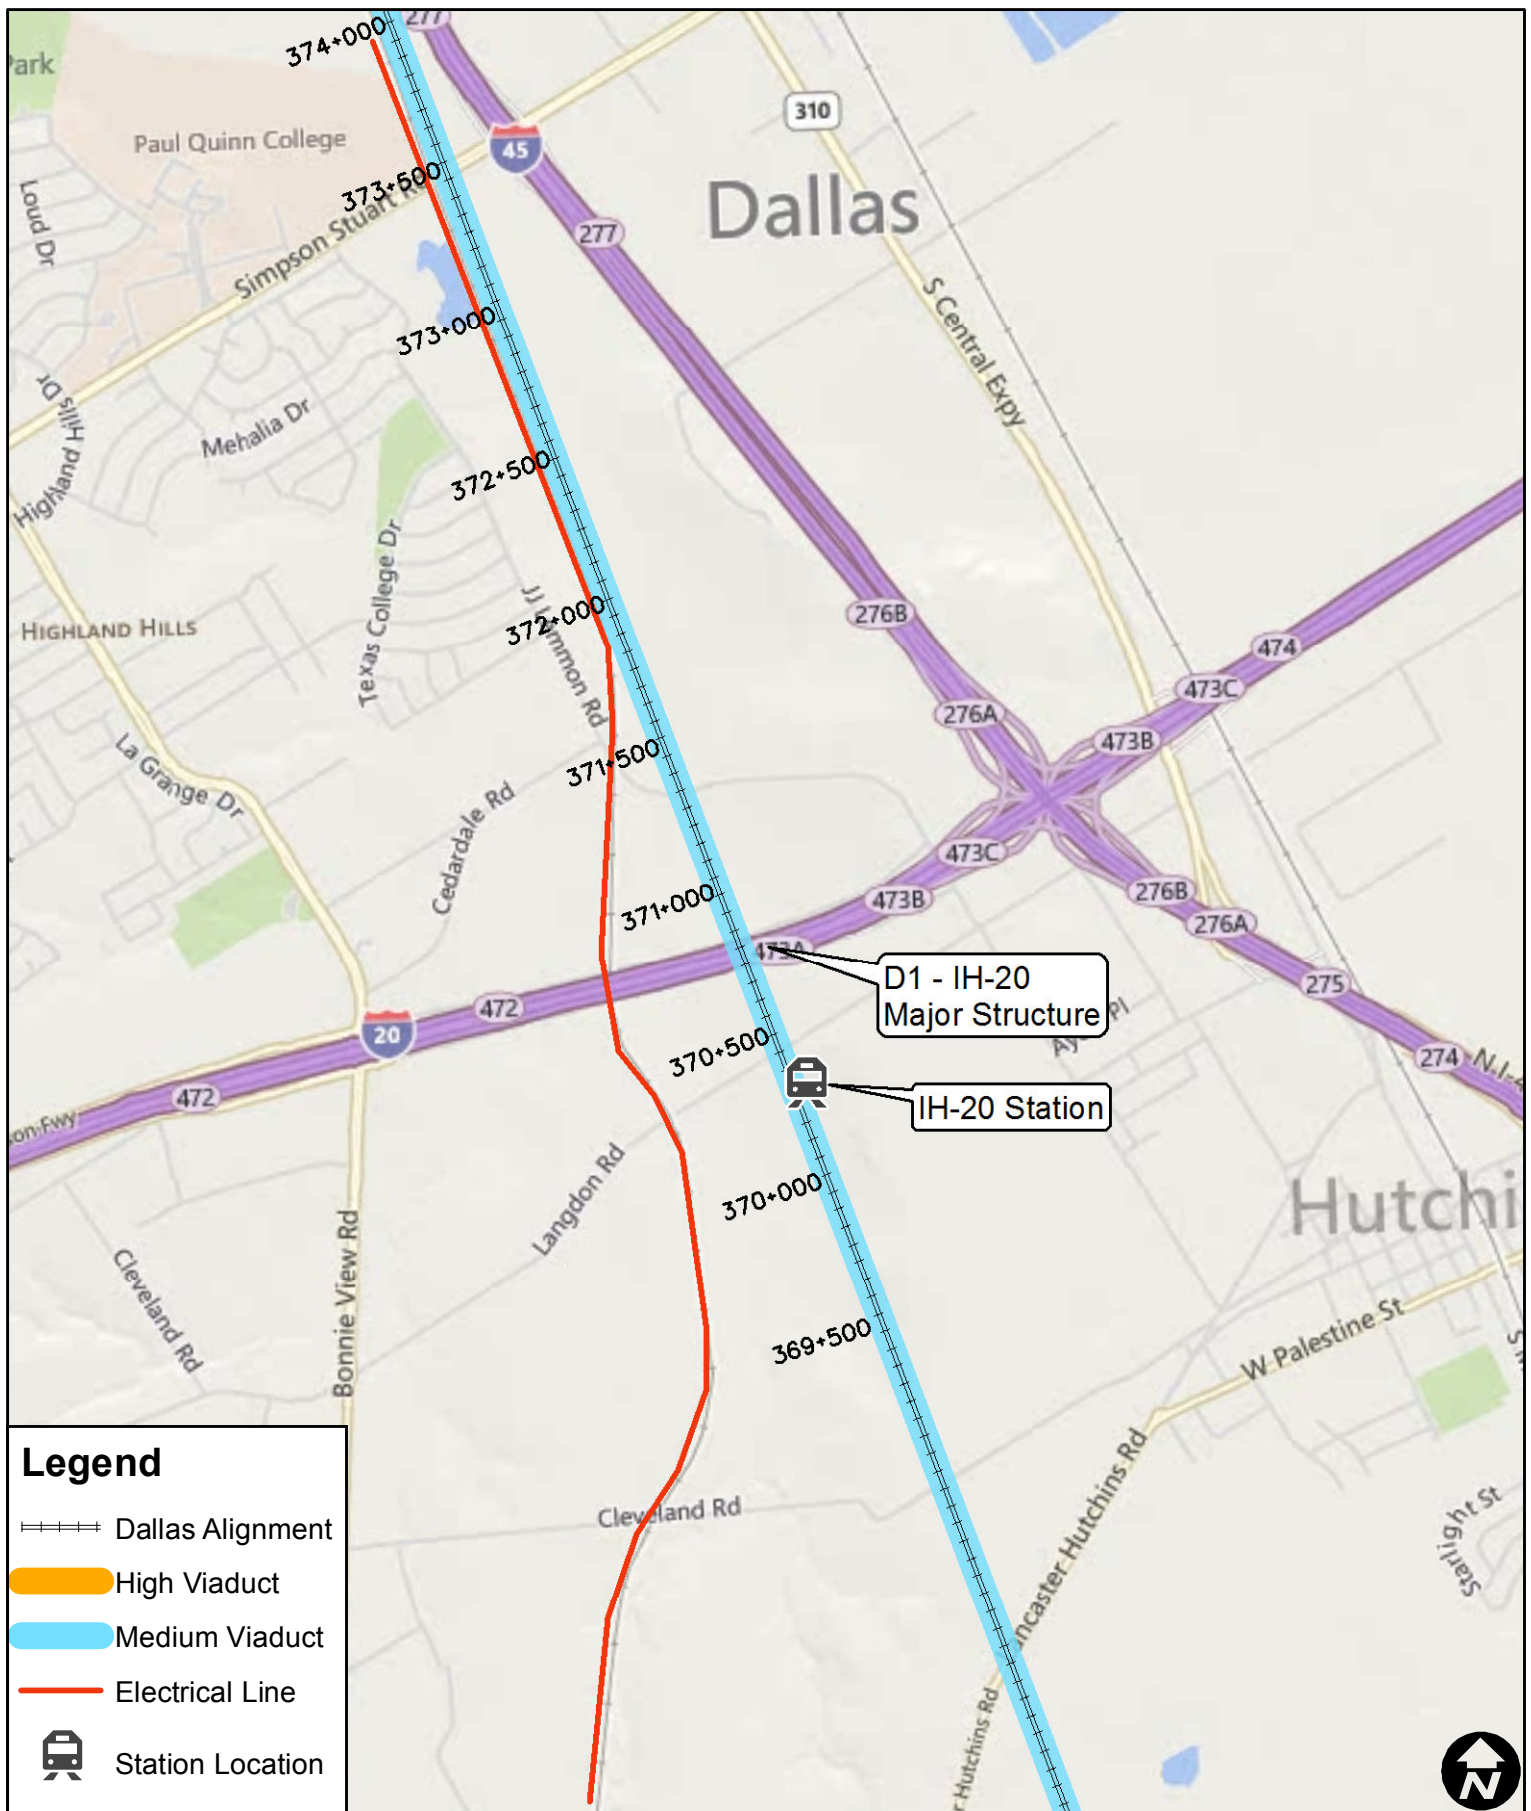 277
374+000
Park
310
Paul Quinn College
45
373+500
Loud Dr
Simpson Stuart
Dallas
277
S Central Expy
373+000
Highland Hills Dr
Mehalia Dr
372+500
Texas College Dr
JJ Lemmon Rd
372+000
276B
HIGHLAND HILLS
474
473C
276A
473B
371+500
La Grange Dr
Cedardale Rd
473C
371+000
473B
276B
276A
473A
D1 - IH-20
Major Structure
275
472
20
370+500
Pl
274
472
on Fwy
IH-20 Station
Langdon Rd
370+000
Hutchi
Cleveland Rd
Bonnie View Rd
369+500
W Palestine St
Cleveland Rd
ncaster Hutchins Rd
Starlight St
r Hutchins Rd
Legend
Dallas Alignment
High Viaduct
Medium Viaduct
Electrical Line
Station Location
N